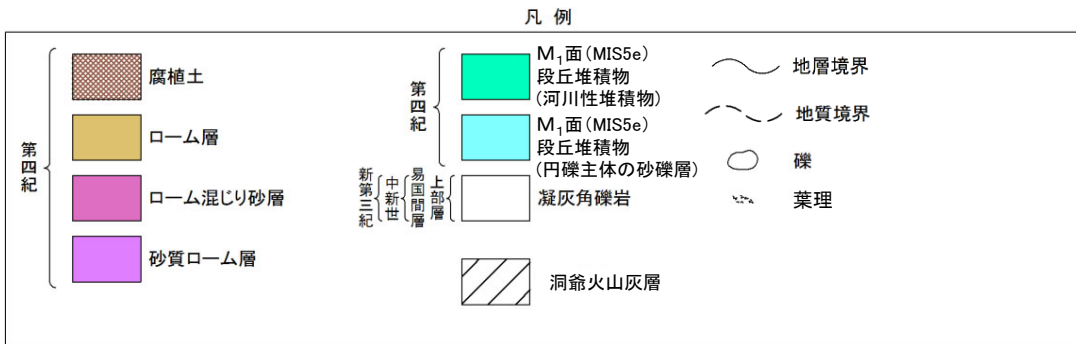 凡例
第四紀
腐植土
ローム層
ローム混じり砂層
砂質ローム層
第四紀
M₁面(MIS5e)
段丘堆積物
(河川性堆積物)
M₁面(MIS5e)
段丘堆積物
(円礫主体の砂礫層)
新第三紀
中新世
易国間層
上部層
凝灰角礫岩
洞爺火山灰層
地層境界
地質境界
礫
葉理